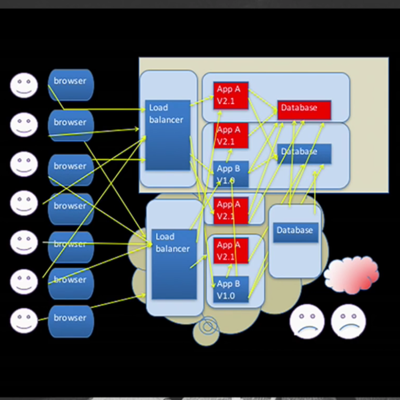 browser
browser
browser
browser
browser
browser
browser
Load
balancer
App A
V2.1
App A
V2.1
App B
V1.0
Database
Database
Load
balancer
App A
V2.1
App A
V2.1
App B
V1.0
Database